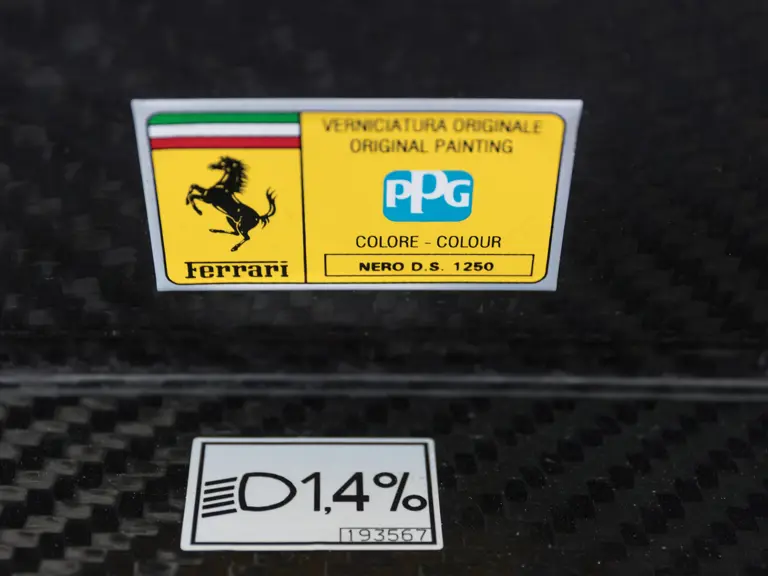 VERNICIATURA ORIGINALE
ORIGINAL PAINTING
PPG
COLORE - COLOUR
NERO D.S. 1250
Ferrari
1,4%
193567